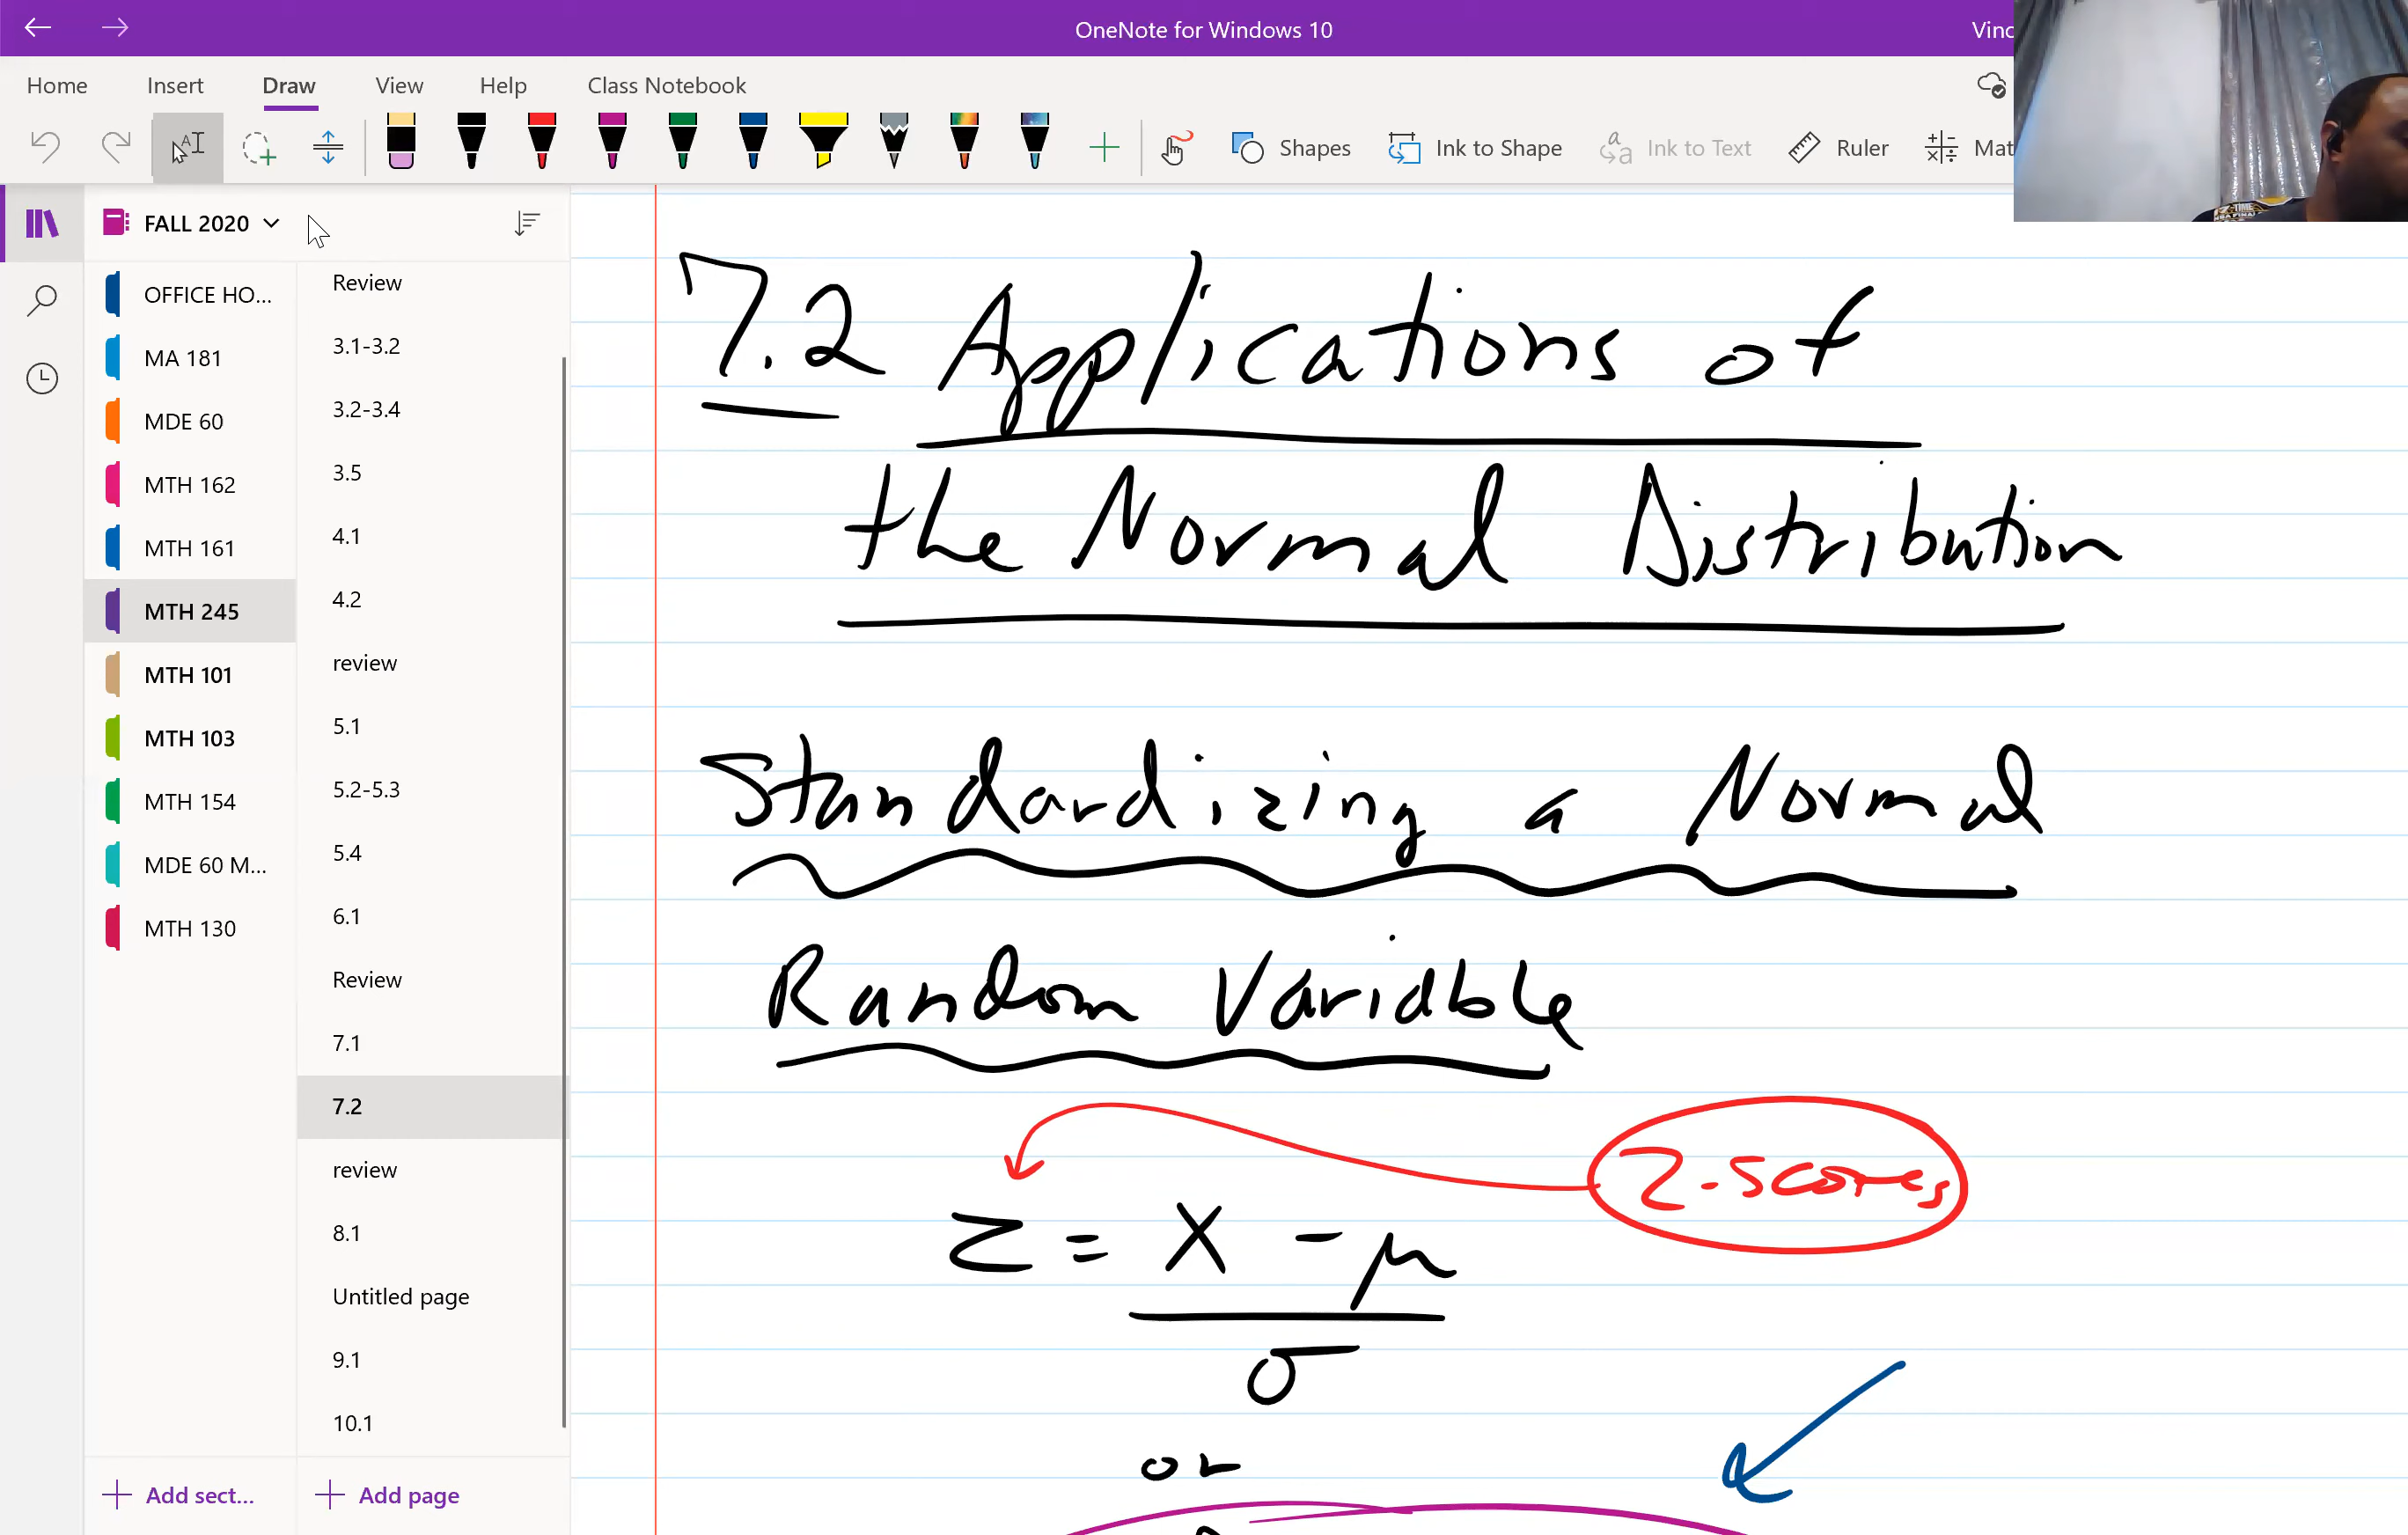 OneNote for Windows 10
Vinc
Home Insert Draw View Help Class Notebook
Shapes Ink to Shape Ink to Text Ruler Mat
FALL 2020
OFFICE HO...
MA 181
MDE 60
MTH 162
MTH 161
MTH 245
MTH 101
MTH 103
MTH 154
MDE 60 M...
MTH 130
Add sect...
Review
3.1-3.2
3.2-3.4
3.5
4.1
4.2
review
5.1
5.2-5.3
5.4
6.1
Review
7.1
7.2
review
8.1
Untitled page
9.1
10.1
Add page
7.2 Applications of
the Normal Distribution
Standardizing a Normal
Random Variable
Z-scores
z = X - μ
σ
or